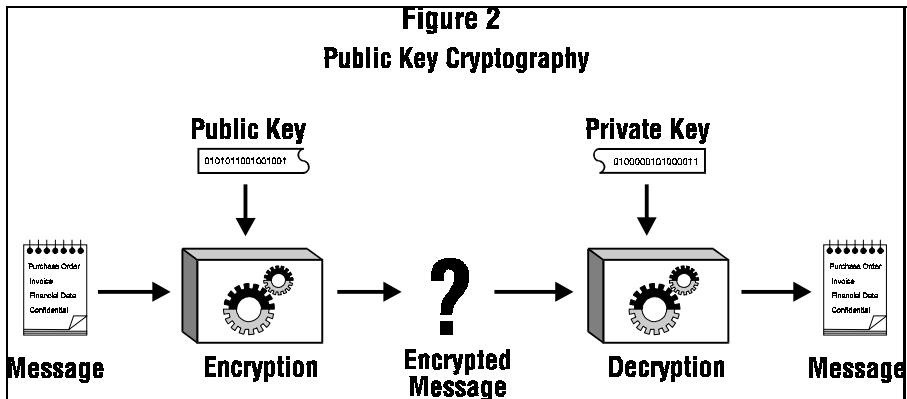 Figure 2
Public Key Cryptography
Public Key
0101011001001001
Private Key
0100000101000011
Purchase Order
Invoice
Financial Data
Confidential
Message
Encryption
?
Encrypted
Message
Decryption
Purchase Order
Invoice
Financial Data
Confidential
Message